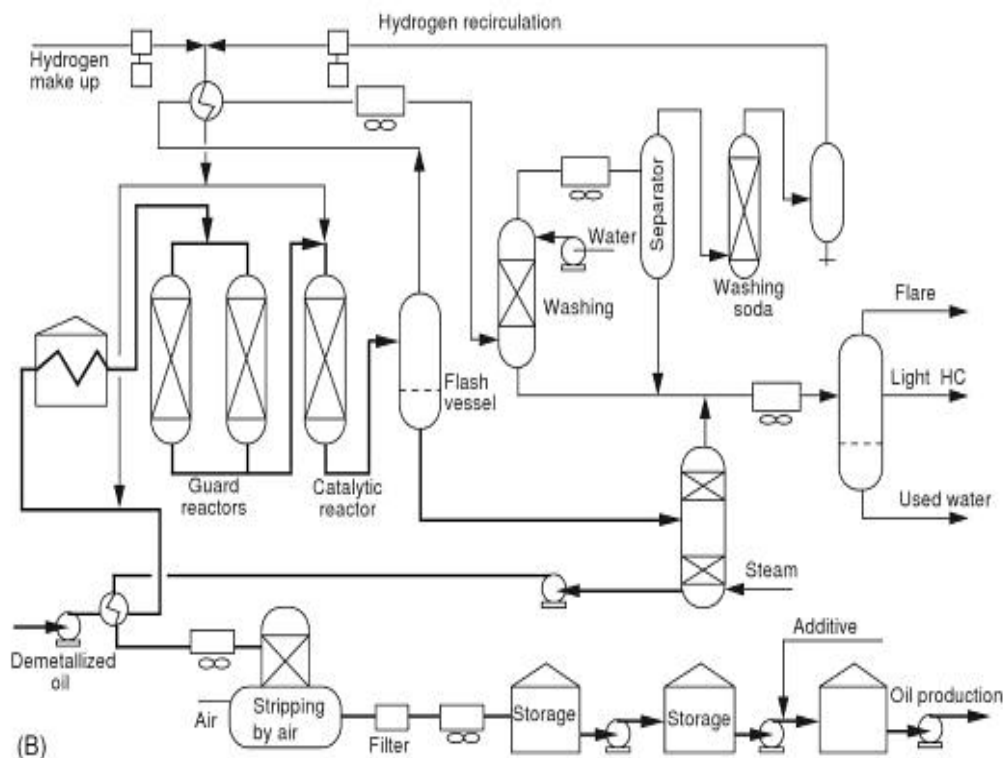 Hydrogen recirculation
Hydrogen
make up
Separator
Water
Washing
Washing
soda
Flare
Light HC
Used water
Flash
vessel
Guard
reactors
Catalytic
reactor
Steam
Demetallized
oil
Additive
Air
Stripping
by air
Filter
Storage
Storage
Oil production
(B)